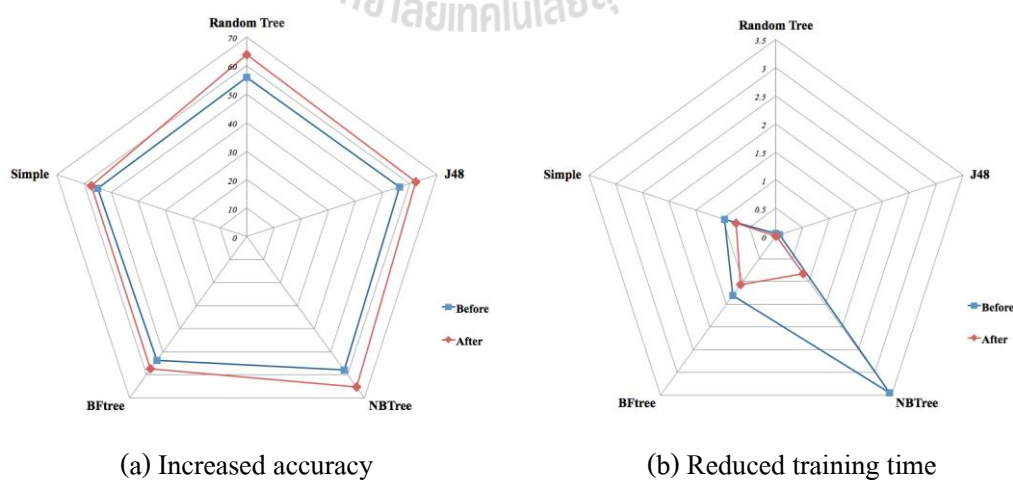 Random Tree
70
60
50
40
30
20
10
0
Simple
J48
BFtree
NBTree
Before
After
(a) Increased accuracy
Random Tree
3.5
3
2.5
2
1.5
1
0.5
0
Simple
J48
BFtree
NBTree
Before
After
(b) Reduced training time